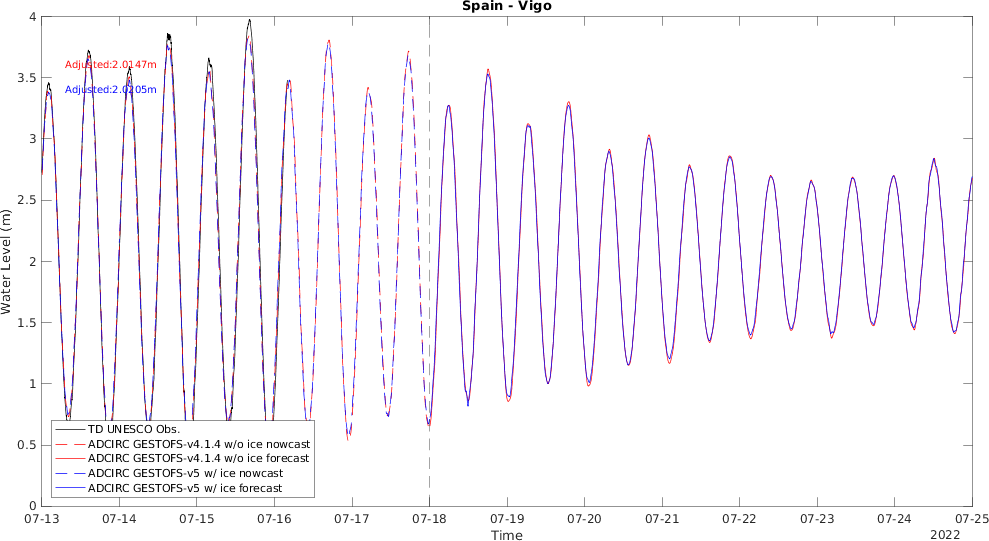 Spain - Vigo
4
3.5
3
2.5
2
1.5
1
0.5
0
Water Level (m)
Adjusted:2.0147m
Adjusted:2.0205m
TD UNESCO Obs.
ADCIRC GESTOFS-v4.1.4 w/o ice nowcast
ADCIRC GESTOFS-v4.1.4 w/o ice forecast
ADCIRC GESTOFS-v5 w/ ice nowcast
ADCIRC GESTOFS-v5 w/ ice forecast
07-13 07-14 07-15 07-16 07-17 07-18 07-19 07-20 07-21 07-22 07-23 07-24 07-25
Time
2022